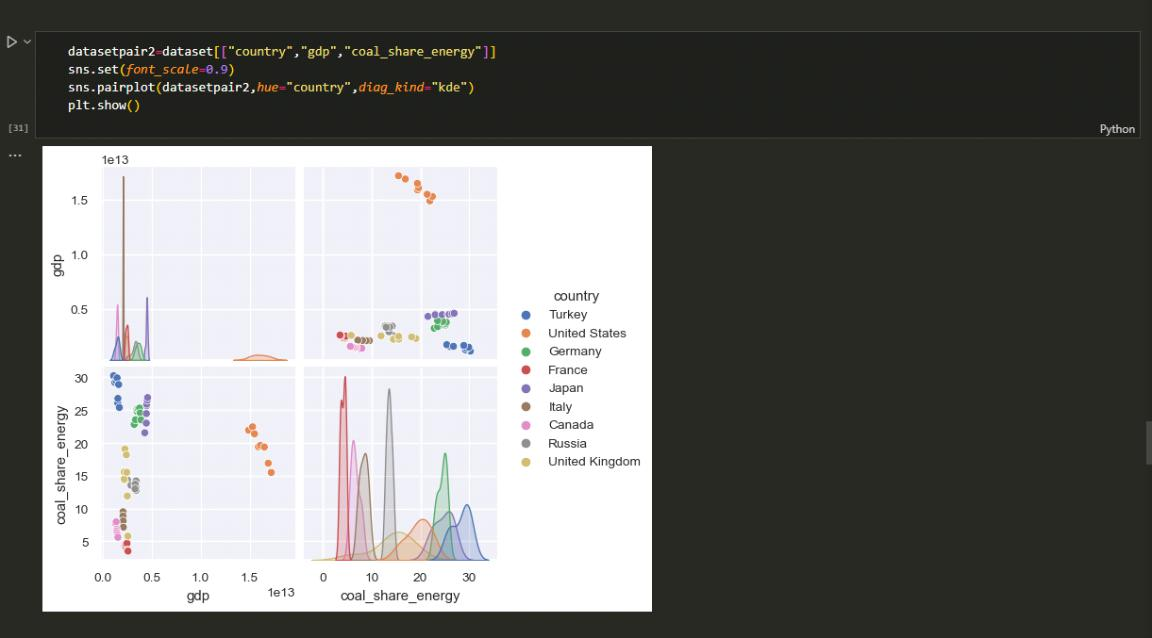 datasetpair2=dataset[["country","gdp","coal_share_energy"]]
sns.set(font_scale=0.9)
sns.pairplot(datasetpair2,hue="country",diag_kind="kde")
plt.show()
[31]
Python
...
1e13
1.5
1.0
0.5
gdp
30
25
20
15
10
5
coal_share_energy
0.0 0.5 1.0 1.5
1e13
gdp
0 10 20 30
coal_share_energy
country
Turkey
United States
Germany
France
Japan
Italy
Canada
Russia
United Kingdom